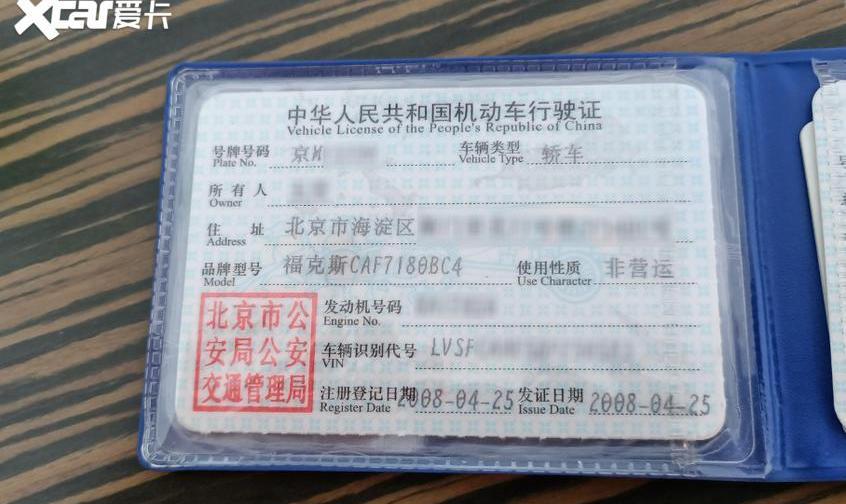 Xcar爱卡
中华人民共和国机动车行驶证
Vehicle License of the People's Republic of China
号牌号码 京 车辆类型 轿车
Plate No. Vehicle Type
所有人
Owner
住址 北京市海淀区
Address
品牌型号 福克斯CAF7180BC4 使用性质 非营运
Model Use Character
北京市公
安局公安
交通管理局
发动机号码
Engine No.
车辆识别代号 LVSF
VIN
注册登记日期 2008-04-25 发证日期 2008-04-25
Register Date Issue Date